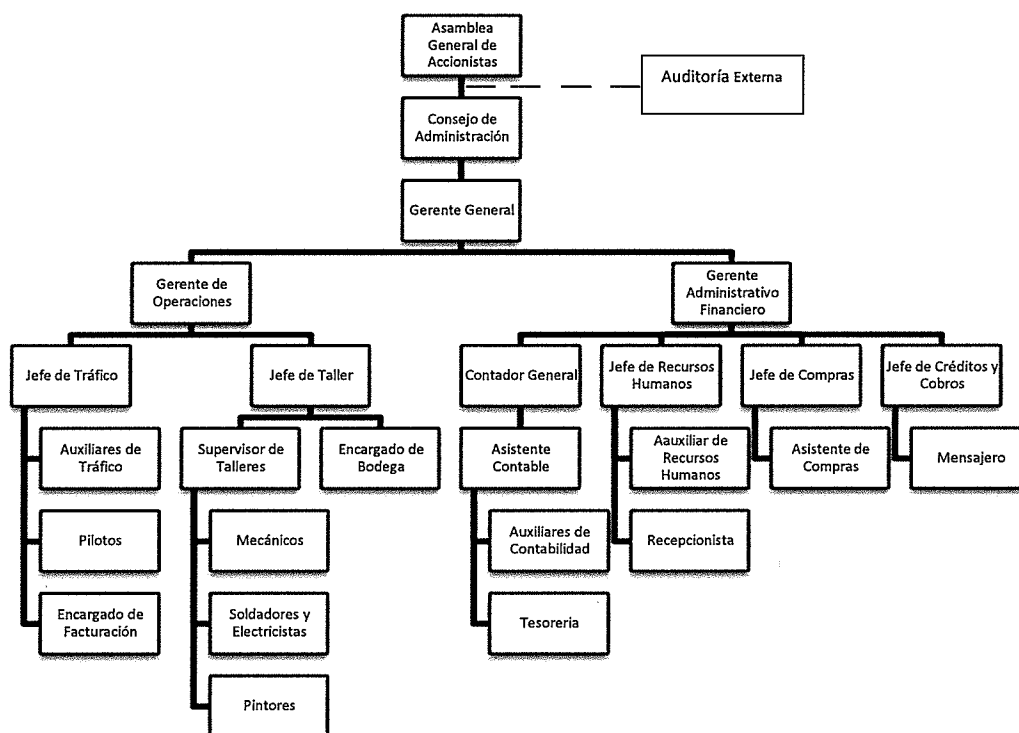 Asamblea
General de
Accionistas
Auditoría Externa
Consejo de
Administración
Gerente General
Gerente de
Operaciones
Gerente
Administrativo
Financiero
Jefe de Tráfico
Jefe de Taller
Contador General
Jefe de Recursos
Humanos
Jefe de Compras
Jefe de Créditos y
Cobros
Auxiliares de
Tráfico
Supervisor de
Talleres
Encargado de
Bodega
Asistente
Contable
Aauxiliar de
Recursos
Humanos
Asistente de
Compras
Mensajero
Pilotos
Mecánicos
Auxiliares de
Contabilidad
Recepcionista
Encargado de
Facturación
Soldadores y
Electricistas
Tesoreria
Pintores